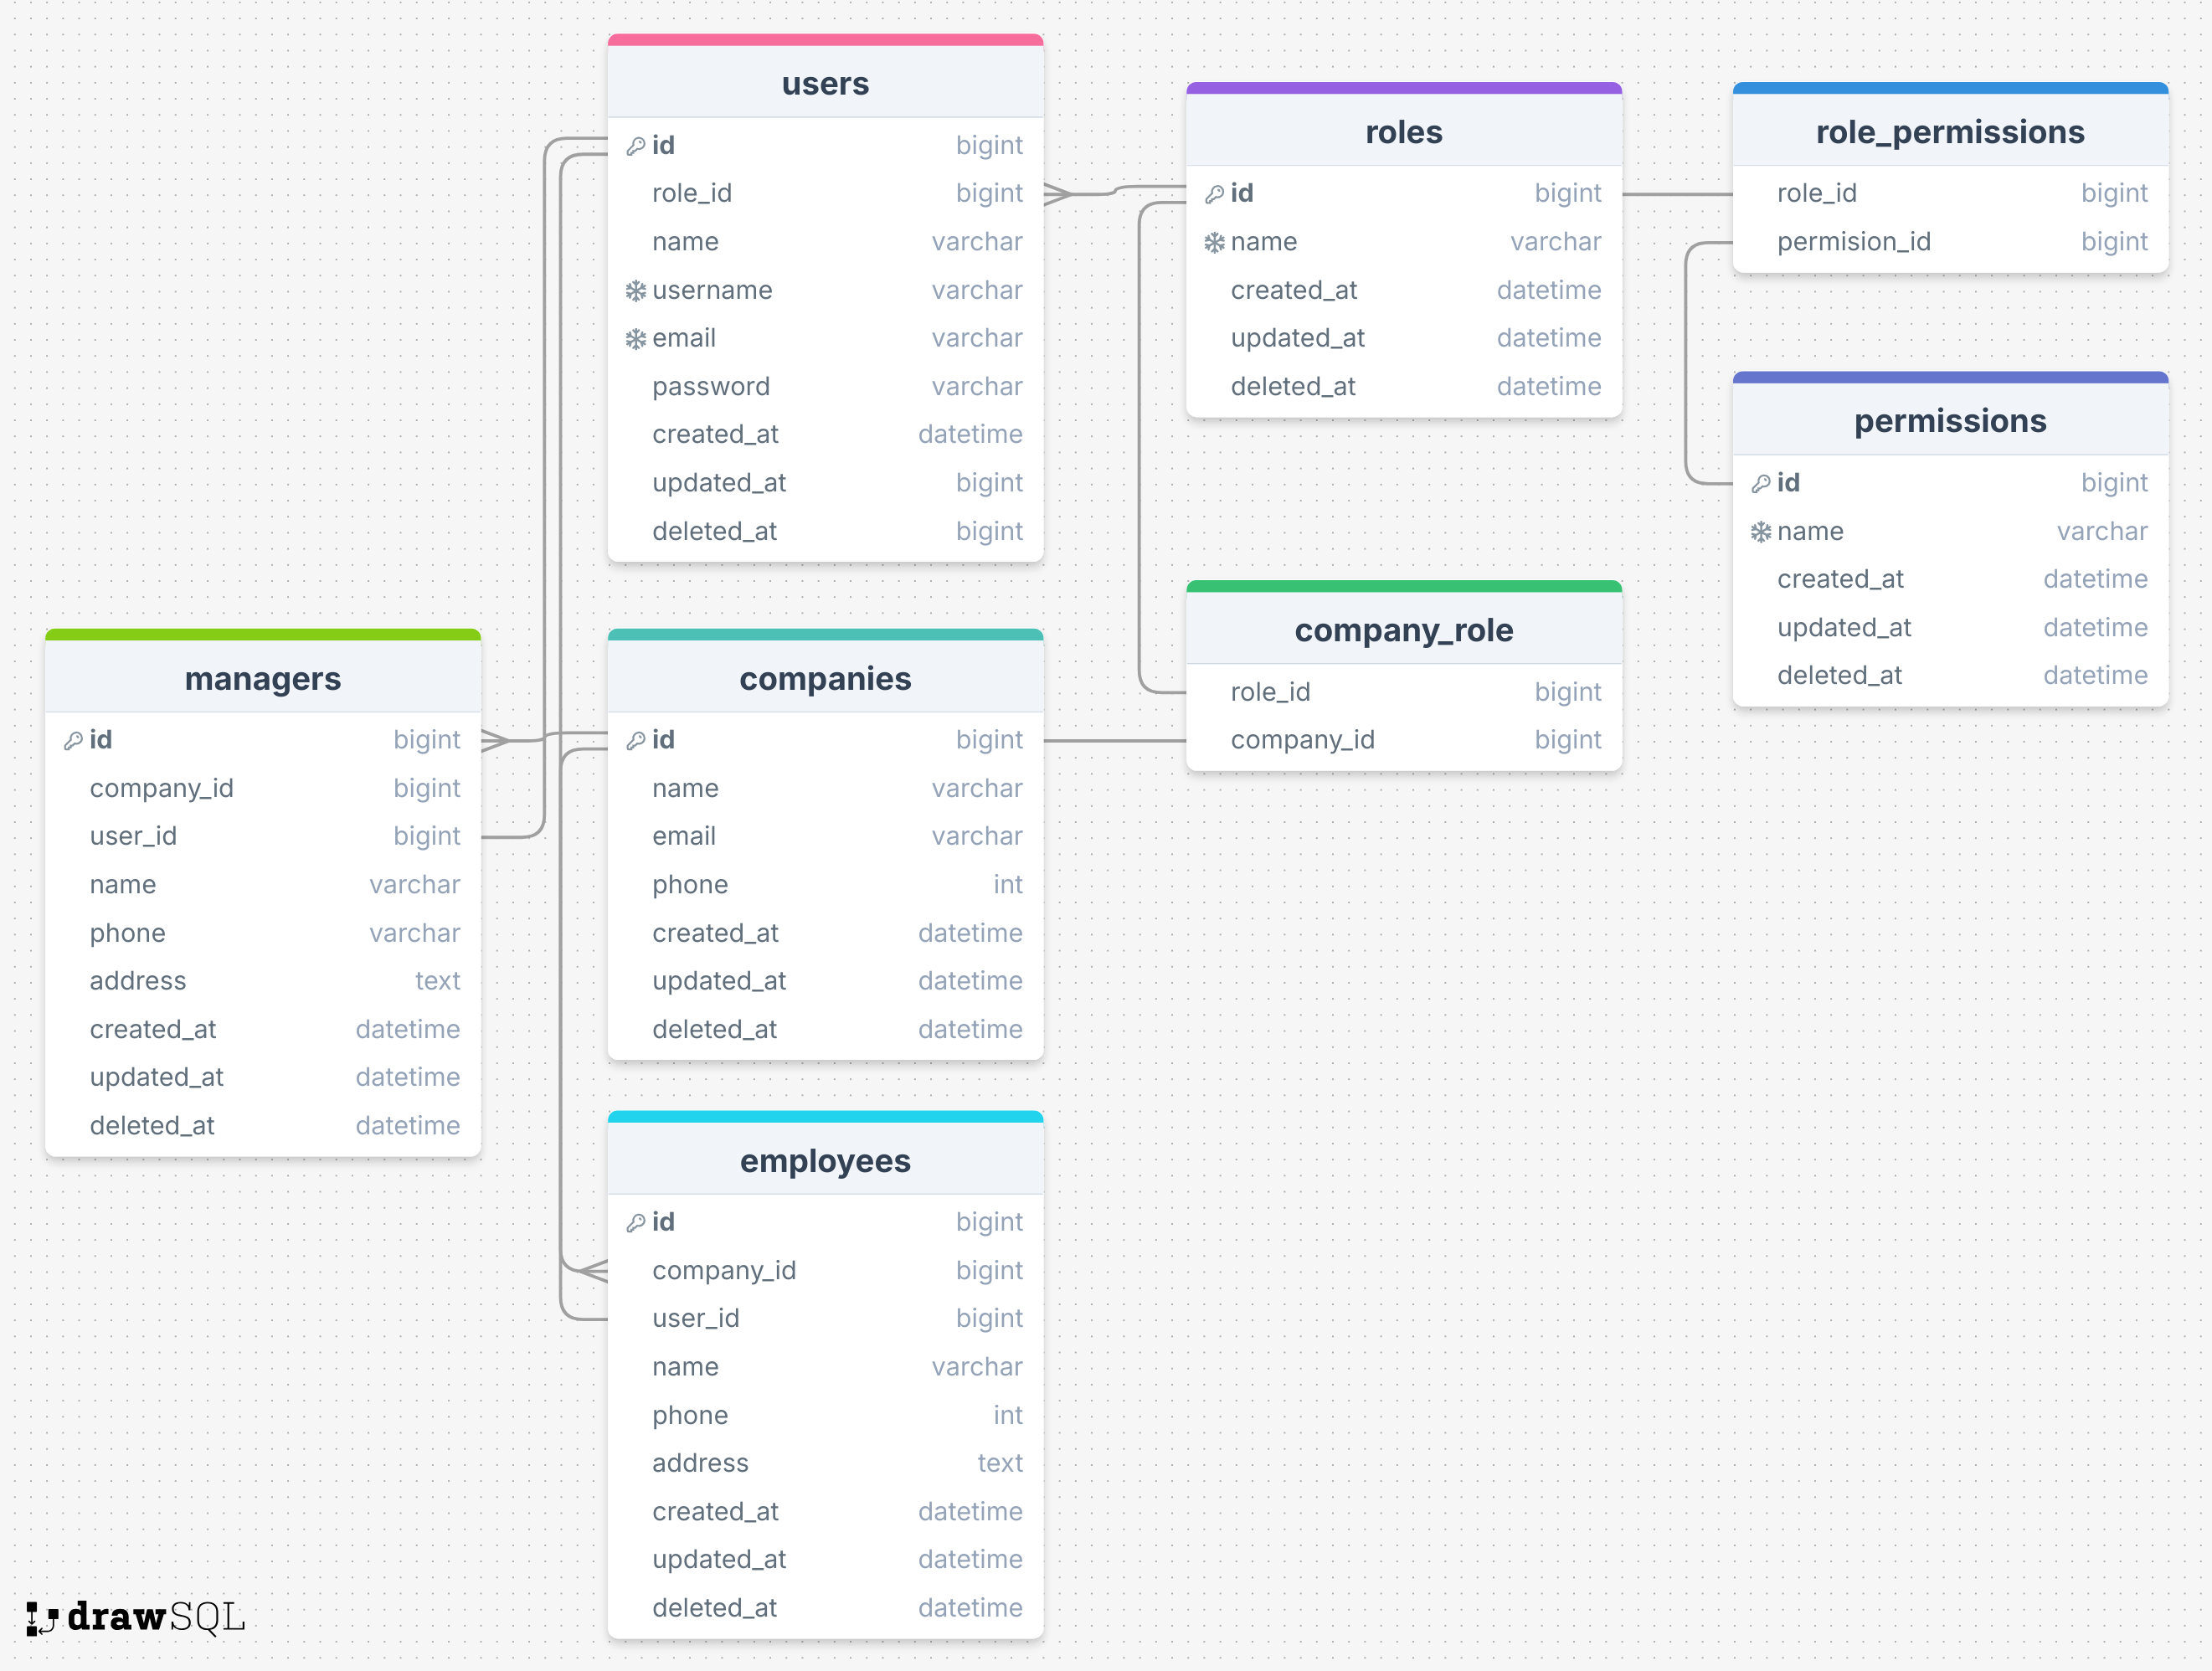 users
id bigint
role_id bigint
name varchar
username varchar
email varchar
password varchar
created_at datetime
updated_at bigint
deleted_at bigint
roles
id bigint
name varchar
created_at datetime
updated_at datetime
deleted_at datetime
role_permissions
role_id bigint
permision_id bigint
permissions
id bigint
name varchar
created_at datetime
updated_at datetime
deleted_at datetime
company_role
role_id bigint
company_id bigint
managers
id bigint
company_id bigint
user_id bigint
name varchar
phone varchar
address text
created_at datetime
updated_at datetime
deleted_at datetime
companies
id bigint
name varchar
email varchar
phone int
created_at datetime
updated_at datetime
deleted_at datetime
employees
id bigint
company_id bigint
user_id bigint
name varchar
phone int
address text
created_at datetime
updated_at datetime
deleted_at datetime
drawSQL